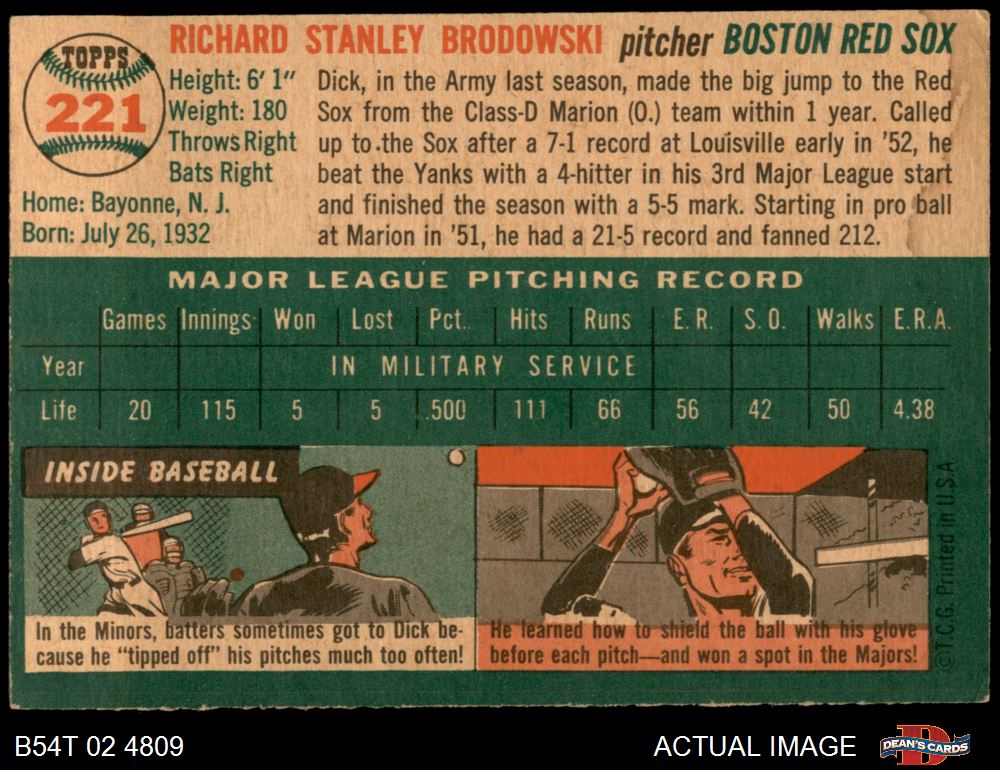 TOPPS
221
RICHARD STANLEY BRODOWSKI pitcher BOSTON RED SOX
Height: 6' 1"
Weight: 180
Throws Right
Bats Right
Home: Bayonne, N. J.
Born: July 26, 1932
Dick, in the Army last season, made the big jump to the Red
Sox from the Class-D Marion (O.) team within 1 year. Called
up to the Sox after a 7-1 record at Louisville early in '52, he
beat the Yanks with a 4-hitter in his 3rd Major League start
and finished the season with a 5-5 mark. Starting in pro ball
at Marion in '51, he had a 21-5 record and fanned 212.
MAJOR LEAGUE PITCHING RECORD
Games Innings Won Lost Pct. Hits Runs E. R. S. O. Walks E.R.A.
Year IN MILITARY SERVICE
Life 20 115 5 5 .500 111 66 56 42 50 4.38
INSIDE BASEBALL
In the Minors, batters sometimes got to Dick be-
cause he "tipped off" his pitches much too often!
He learned how to shield the ball with his glove
before each pitch—and won a spot in the Majors!
©T.C.G. Printed in U.S.A.
B54T 02 4809
ACTUAL IMAGE
D
DEAN'S CARDS